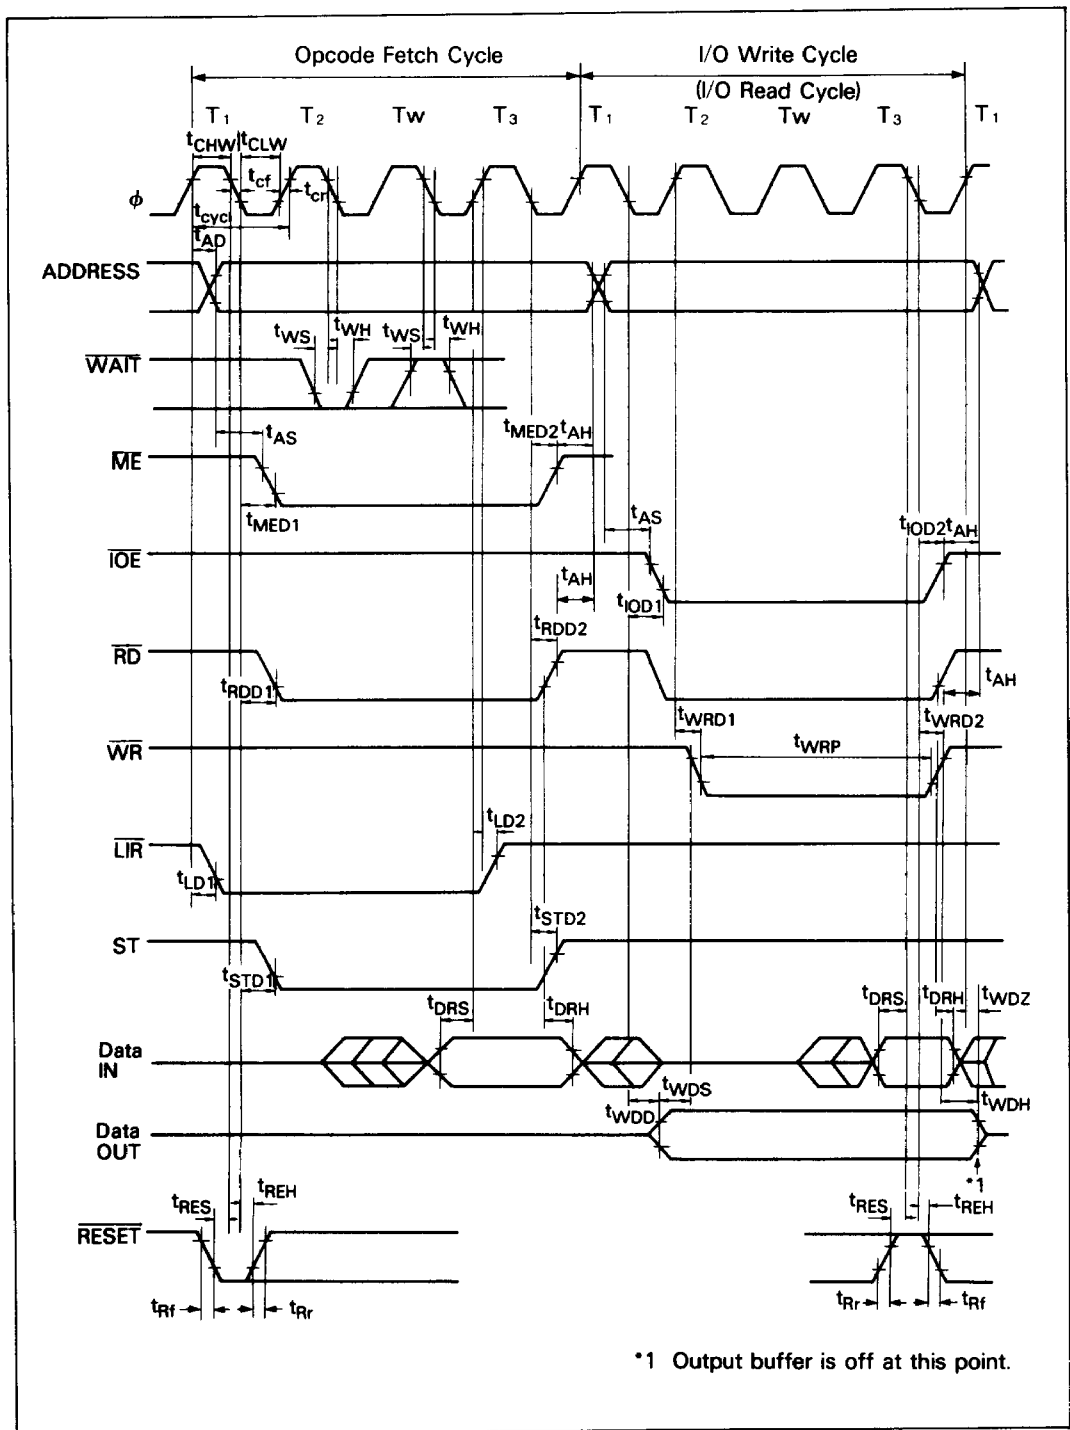 Opcode Fetch Cycle I/O Write Cycle
(I/O Read Cycle)
T1 T2 TW T3 T1 T2 TW T3 T1
tCHW tCLW
tcf tcr
φ
tcyc
tAD
ADDRESS
tWS tWH tWS tWH
WAIT
tAS tMED2 tAH
ME
tMED1 tAS tIOD2 tAH
IOE
tAH tIOD1
tRDD2
RD
tRDD1 tAH
tWRD1 tWRD2
WR tWRP
tLD2
LIR
tLD1
tSTD2
ST
tSTD1
tDRS tDRH tDRS tDRH tWDZ
Data
IN
tWDS
tWDD tWDH
Data
OUT
*1
tRES tREH tRES tREH
RESET
tRf tRr tRr tRf
*1 Output buffer is off at this point.